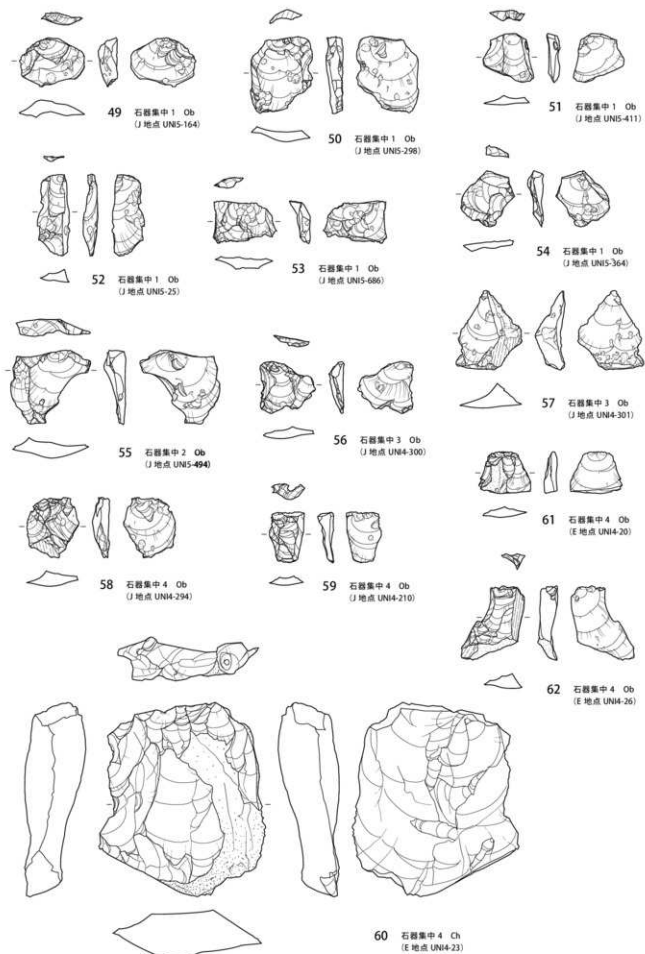 49 石器集中 1 Ob
(J 地点 UNI5-164)
50 石器集中 1 Ob
(J 地点 UNI5-298)
51 石器集中 1 Ob
(J 地点 UNI5-411)
52 石器集中 1 Ob
(J 地点 UNI5-25)
53 石器集中 1 Ob
(J 地点 UNI5-686)
54 石器集中 1 Ob
(J 地点 UNI5-364)
55 石器集中 2 Ob
(J 地点 UNI5-494)
56 石器集中 3 Ob
(J 地点 UNI4-300)
57 石器集中 3 Ob
(J 地点 UNI4-301)
58 石器集中 4 Ob
(J 地点 UNI4-294)
59 石器集中 4 Ob
(J 地点 UNI4-210)
61 石器集中 4 Ob
(E 地点 UNI4-20)
62 石器集中 4 Ob
(E 地点 UNI4-26)
60 石器集中 4 Ch
(E 地点 UNI4-23)